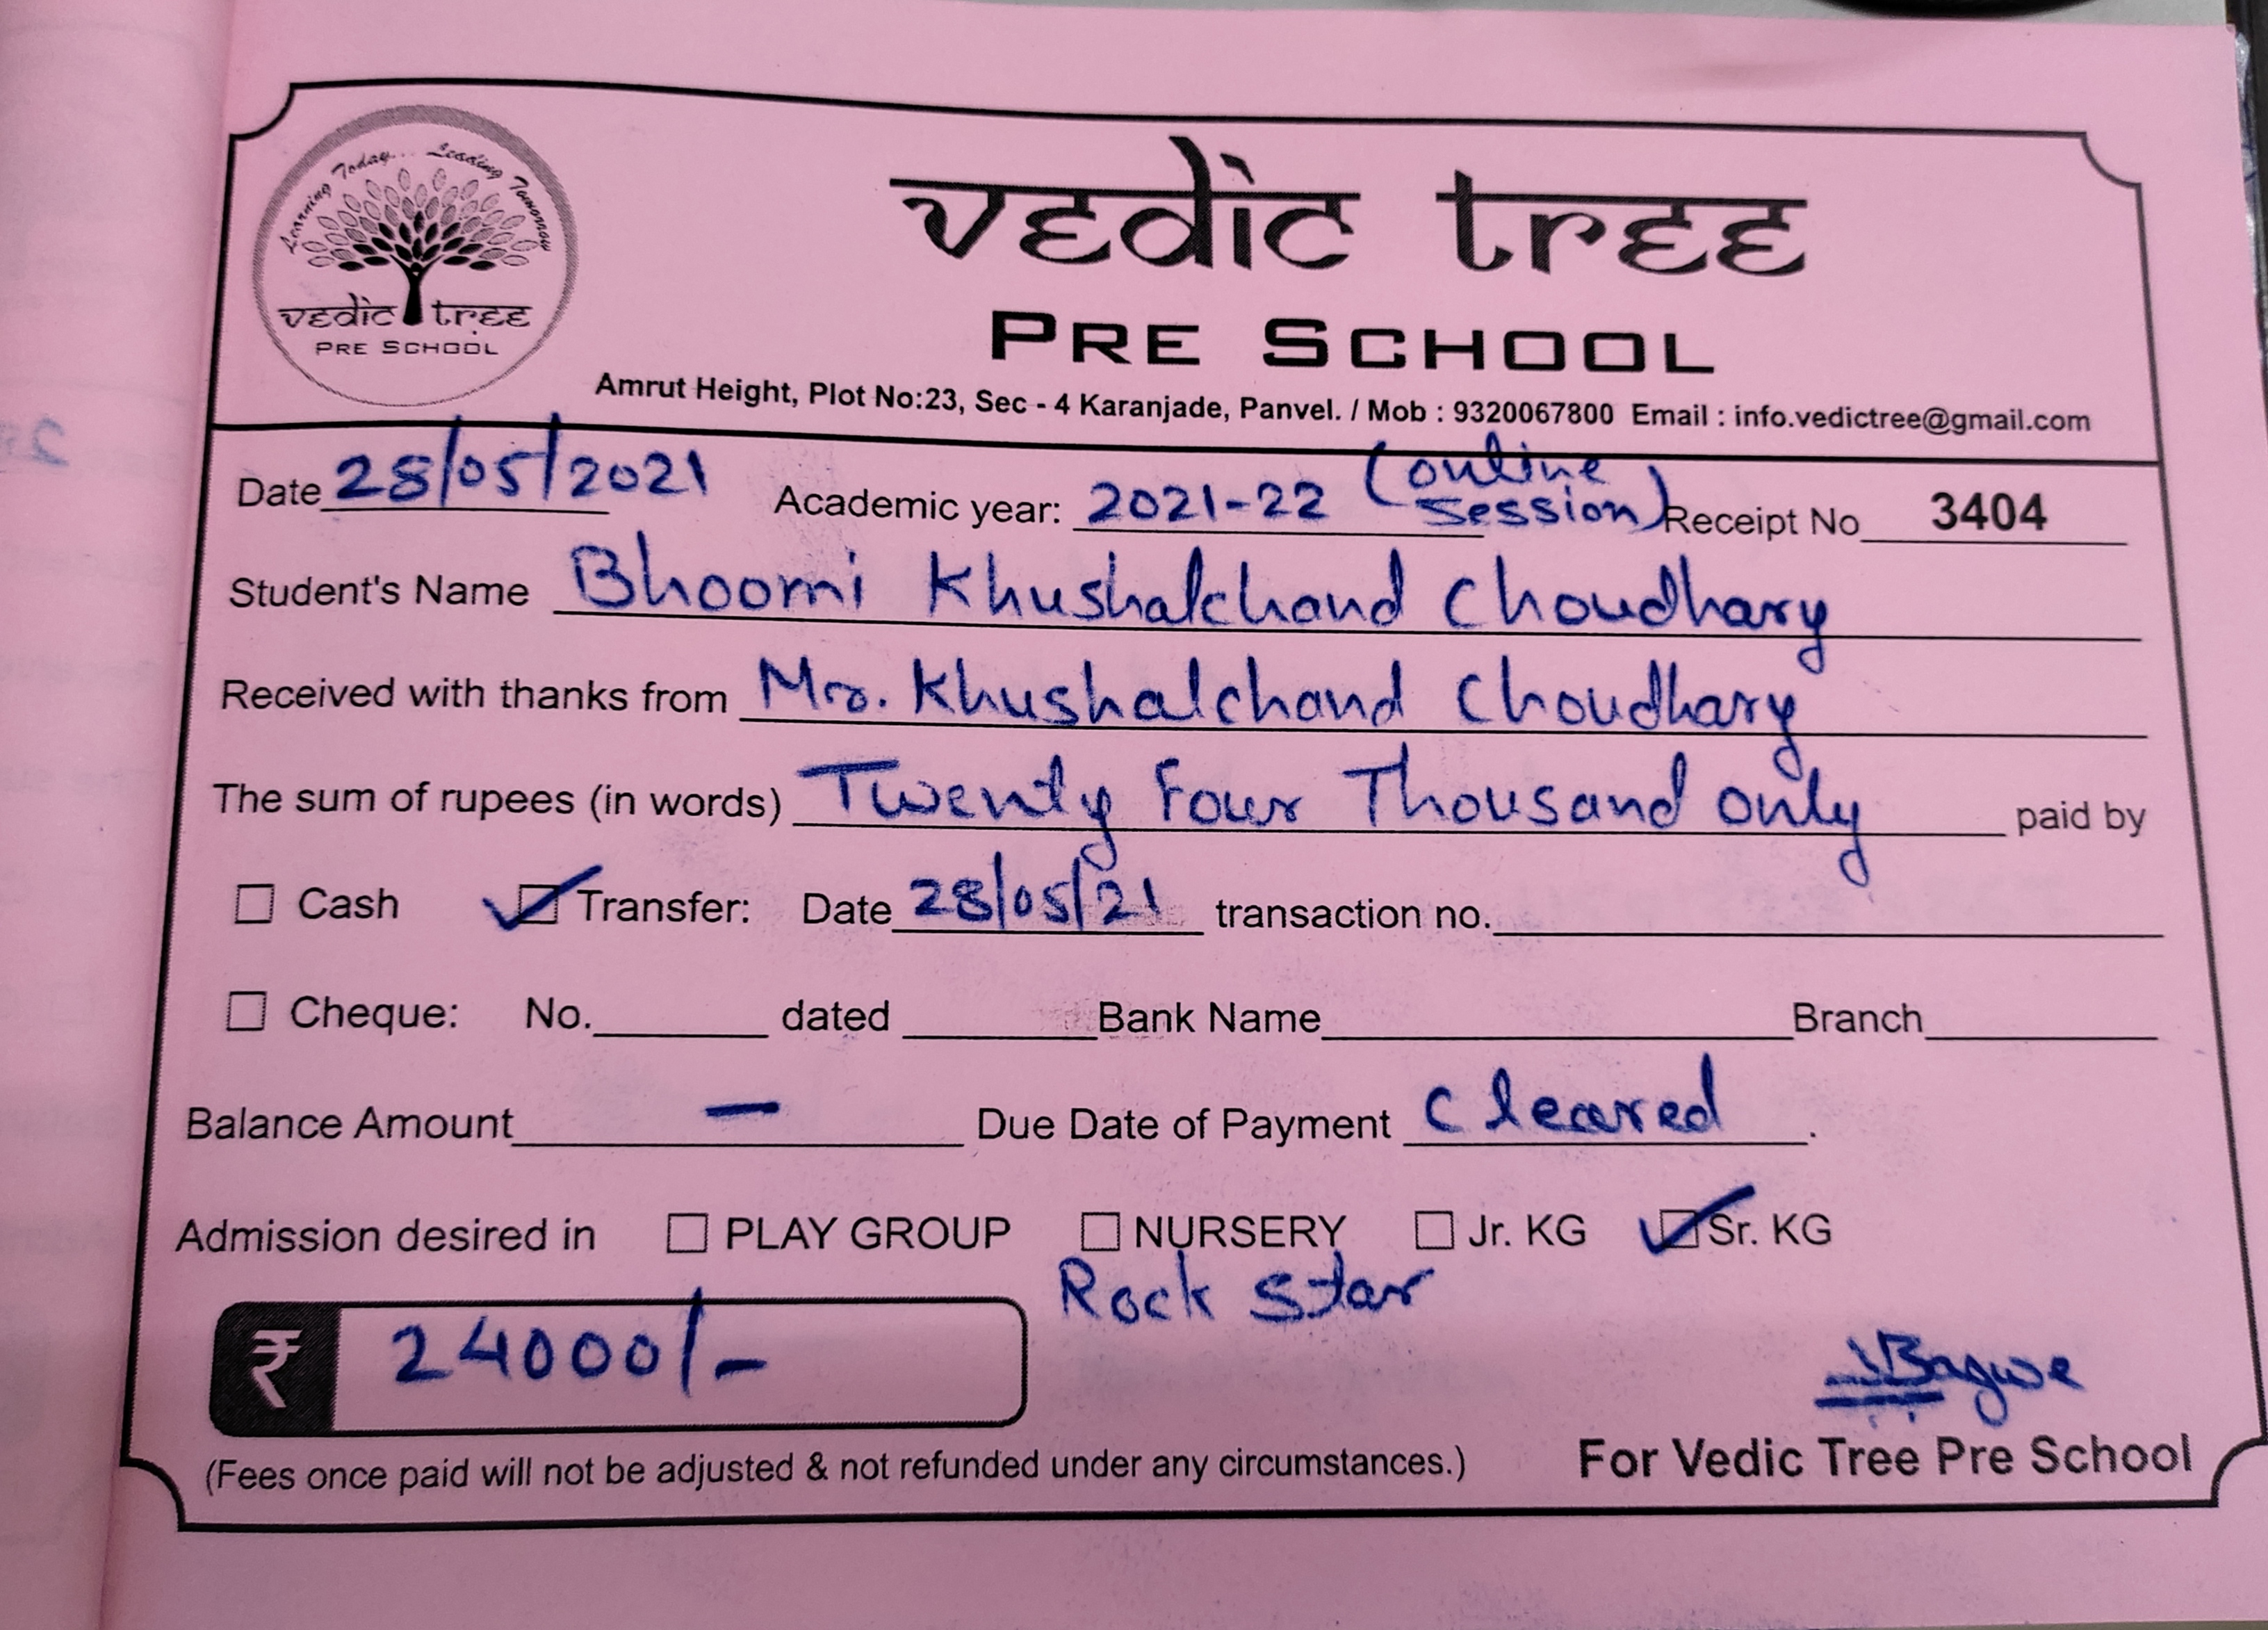 Learning Today... Leading Tomorrow
vedic tree
PRE SCHOOL
vedic tree
PRE SCHOOL
Amrut Height, Plot No:23, Sec - 4 Karanjade, Panvel. / Mob : 9320067800 Email : info.vedictree@gmail.com
Date 28/05/2021 Academic year: 2021-22 (online session) Receipt No 3404
Student's Name Bhoomi Khushalchand Choudhary
Received with thanks from Mr. Khushalchand Choudhary
The sum of rupees (in words) Twenty Four Thousand only paid by
Cash Transfer: Date 28/05/21 transaction no.
Cheque: No. dated Bank Name Branch
Balance Amount — Due Date of Payment Cleared.
Admission desired in PLAY GROUP NURSERY Jr. KG Sr. KG
Rock Star
₹ 24000/-
Bagwe
(Fees once paid will not be adjusted & not refunded under any circumstances.) For Vedic Tree Pre School